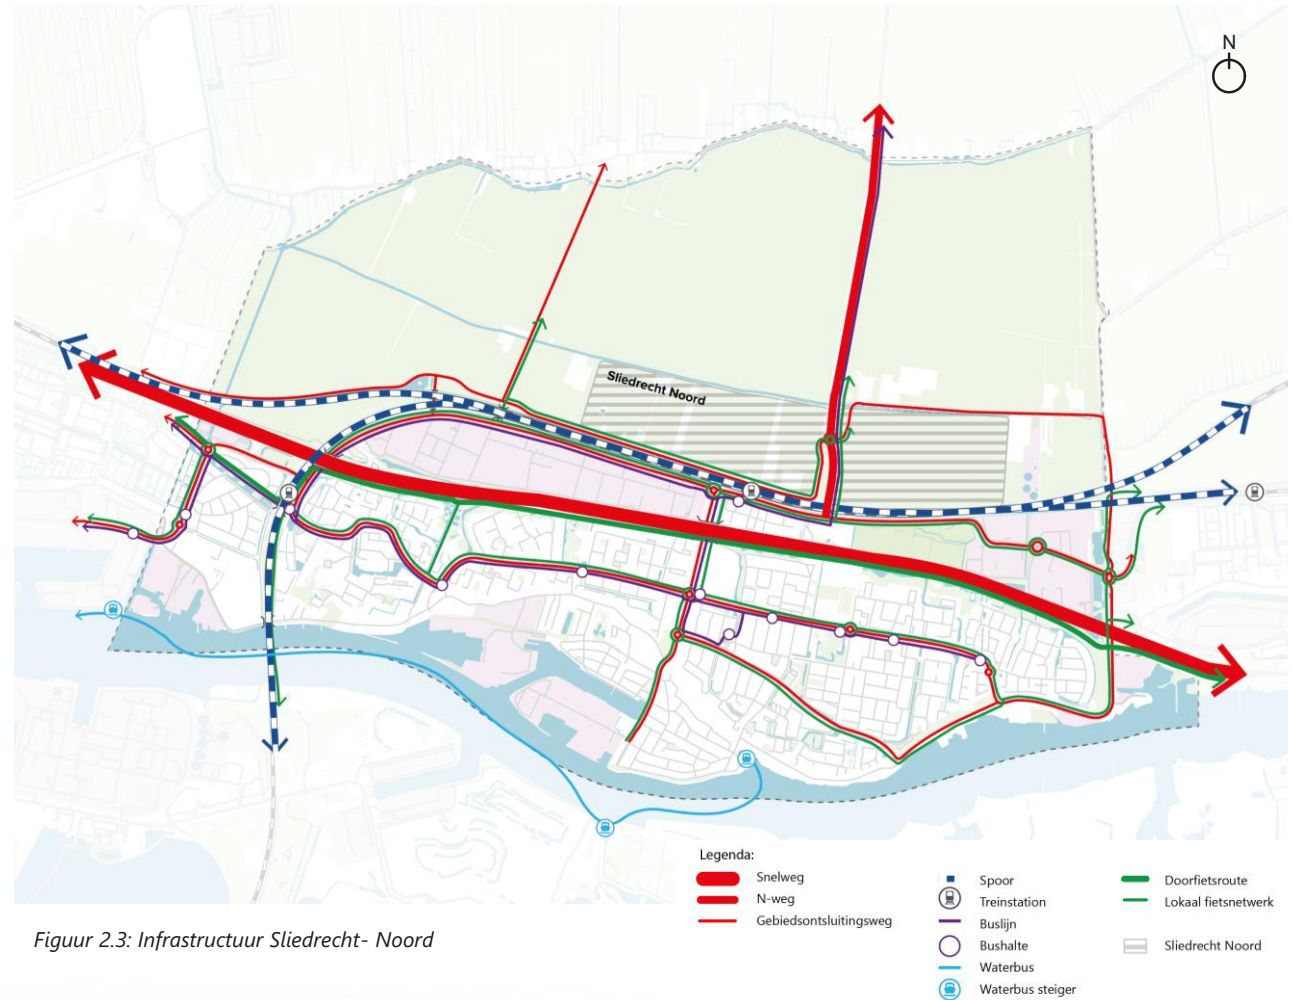 N
Sliedrecht Noord
Legenda:
Snelweg
N-weg
Gebiedsontsluitingsweg
Spoor
Treinstation
Buslijn
Bushalte
Waterbus
Waterbus steiger
Doorfietsroute
Lokaal fietsnetwerk
Sliedrecht Noord
Figuur 2.3: Infrastructuur Sliedrecht- Noord